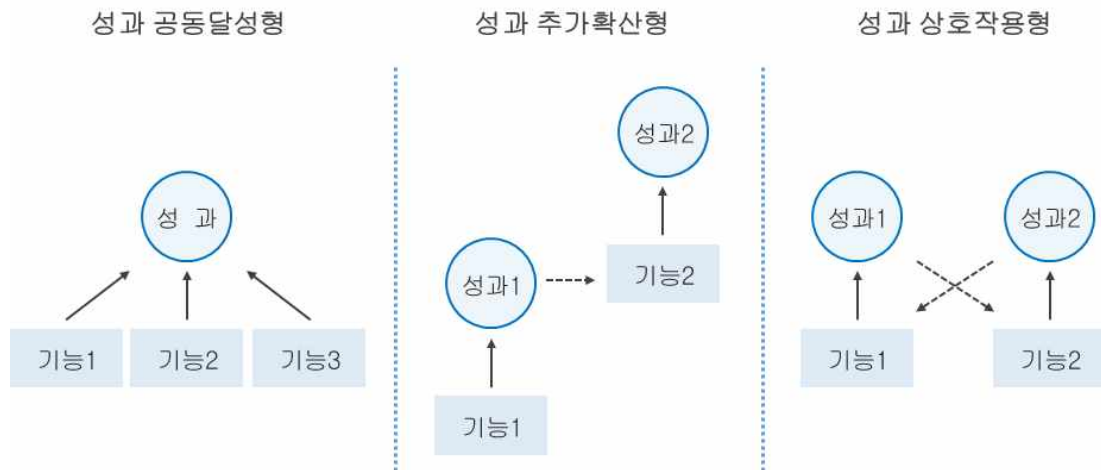 성과 공동달성형
성 과
기능1
기능2
기능3
성과 추가확산형
성과2
성과1
기능2
기능1
성과 상호작용형
성과1
성과2
기능1
기능2